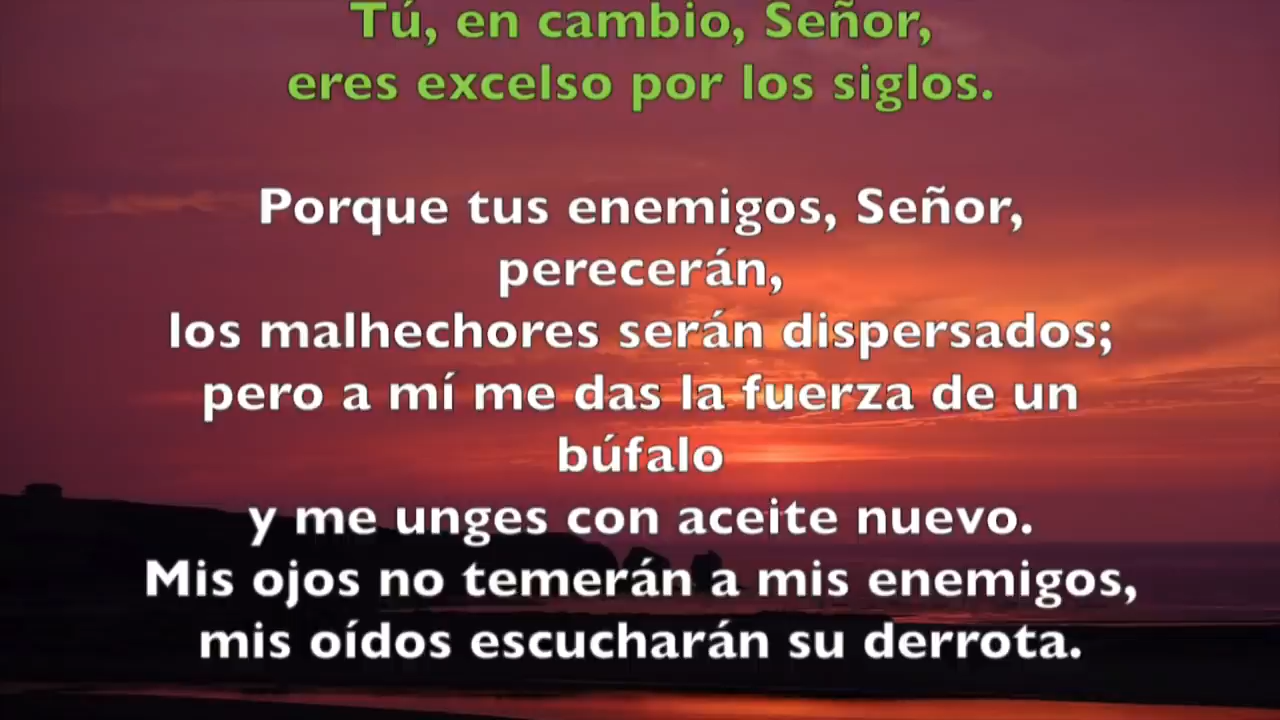 Tú, en cambio, Señor,
eres excelso por los siglos.
Porque tus enemigos, Señor,
perecerán,
los malhechores serán dispersados;
pero a mí me das la fuerza de un
búfalo
y me unges con aceite nuevo.
Mis ojos no temerán a mis enemigos,
mis oídos escucharán su derrota.